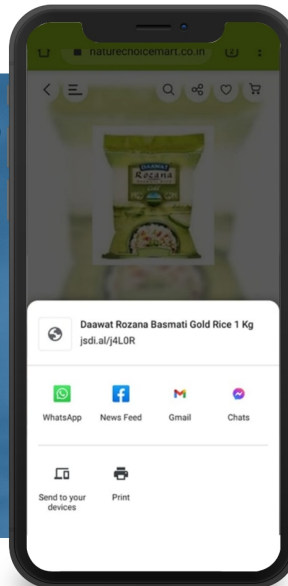 naturechoicemart.co.in
DAAWAT
Rozana
Gold
Daawat Rozana Basmati Gold Rice 1 Kg
jsdi.al/j4L0R
WhatsApp
News Feed
Gmail
Chats
Send to your
devices
Print